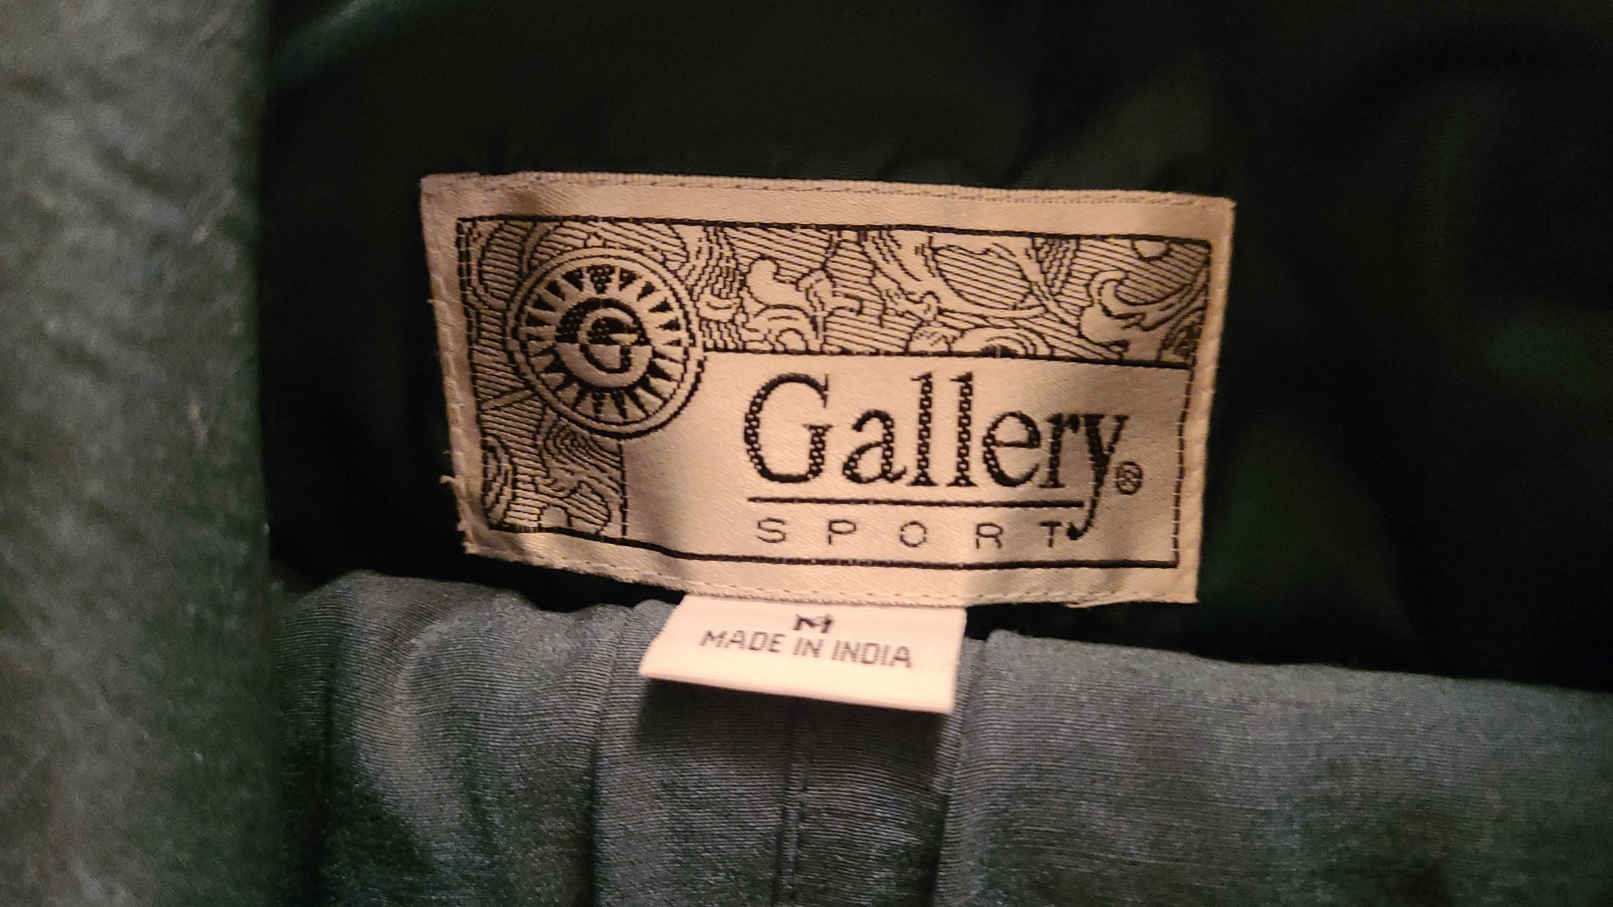 G
Gallery®
SPORT
M
MADE IN INDIA